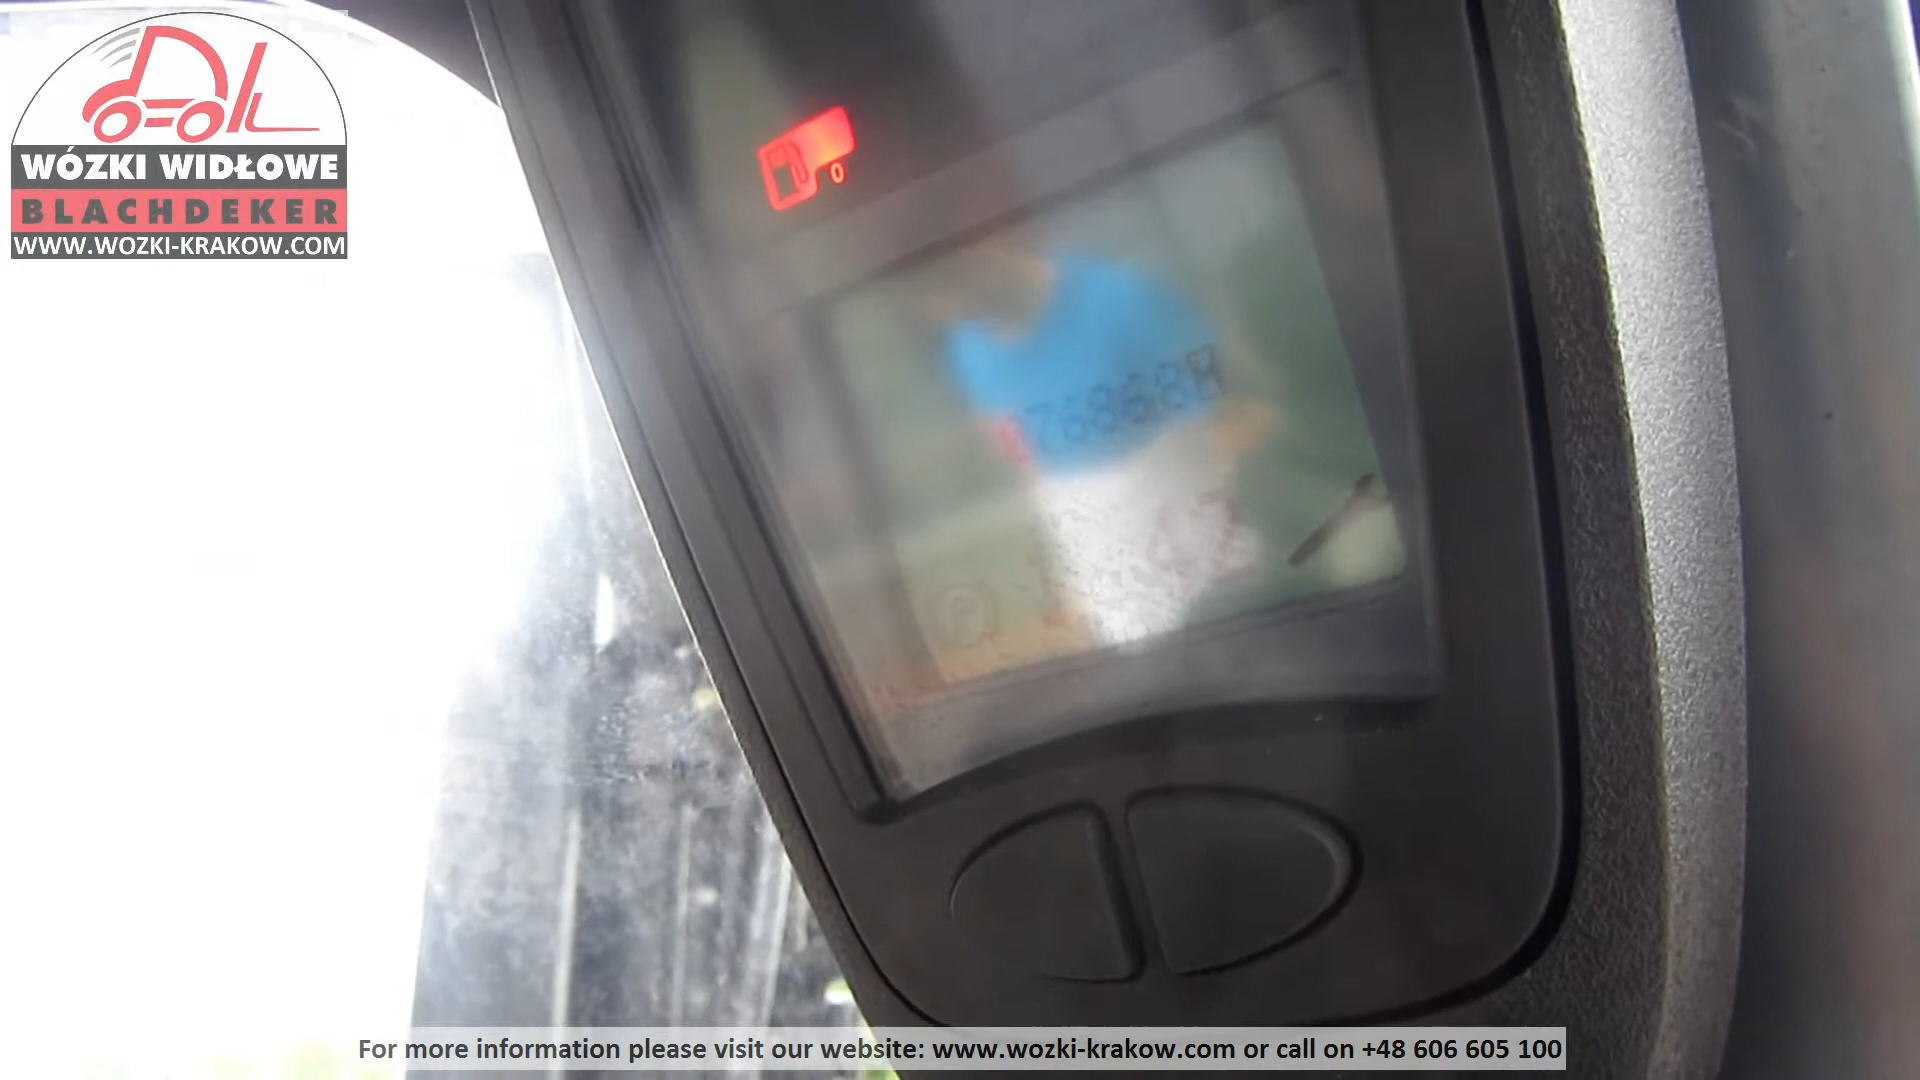 WÓZKI WIDŁOWE
BLACHDEKER
WWW.WOZKI-KRAKOW.COM
For more information please visit our website: www.wozki-krakow.com or call on +48 606 605 100